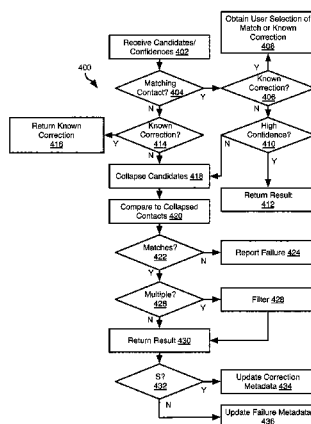 Obtain User Selection of
Match or Known
Correction
408
Receive Candidates/
Confidences
402
400
Matching
Contact? 404
Y
N
Known
Correction?
406
Y
N
Return Known
Correction
416
Y
Known
Correction?
414
N
High
Confidence?
410
N
Y
Collapse Candidates 418
Return Result
412
Compare to Collapsed
Contacts
420
Matches?
422
N
Y
Report Failure 424
Multiple?
426
Y
N
Filter
428
Return Result 430
S?
432
Y
N
Update Correction
Metadata 434
Update Failure Metadata
436